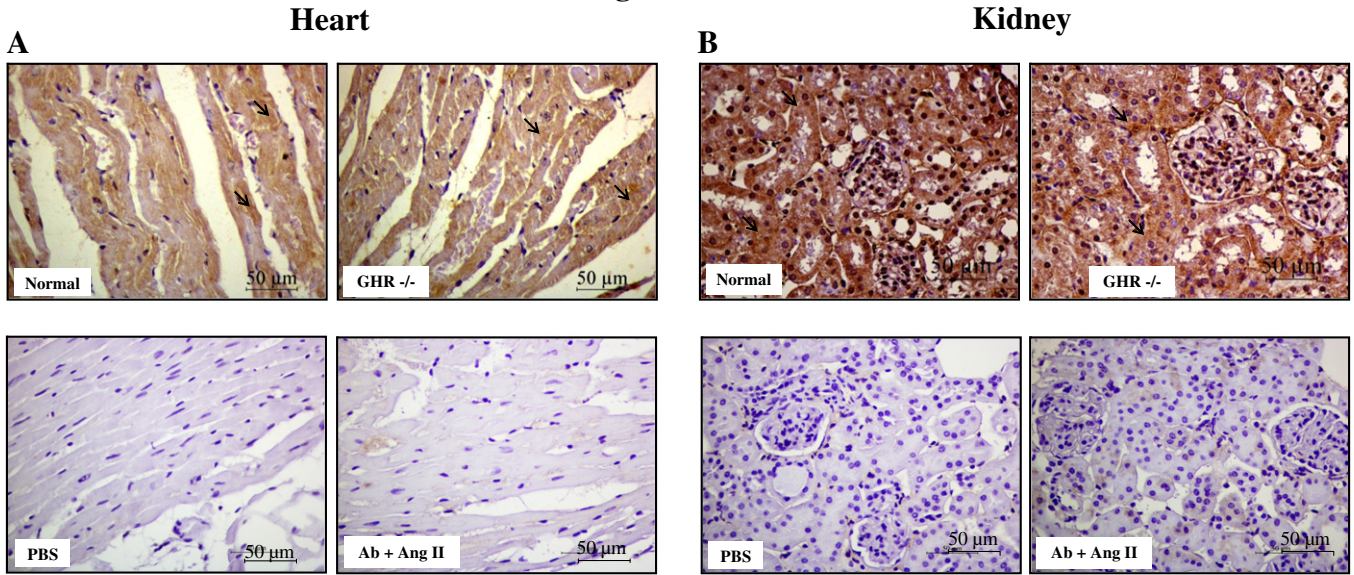 Heart
Kidney
A
B
Normal
50 µm
GHR -/-
50 µm
Normal
50 µm
GHR -/-
50 µm
PBS
50 µm
Ab + Ang II
50 µm
PBS
50 µm
Ab + Ang II
50 µm